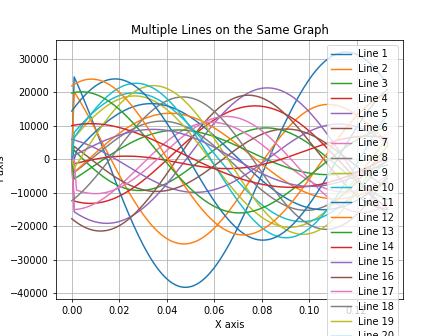 Multiple Lines on the Same Graph
30000
20000
10000
0
−10000
−20000
−30000
−40000
0.00
0.02
0.04
0.06
0.08
0.10
X axis
Line 1
Line 2
Line 3
Line 4
Line 5
Line 6
Line 7
Line 8
Line 9
Line 10
Line 11
Line 12
Line 13
Line 14
Line 15
Line 16
Line 17
Line 18
Line 19
Line 20